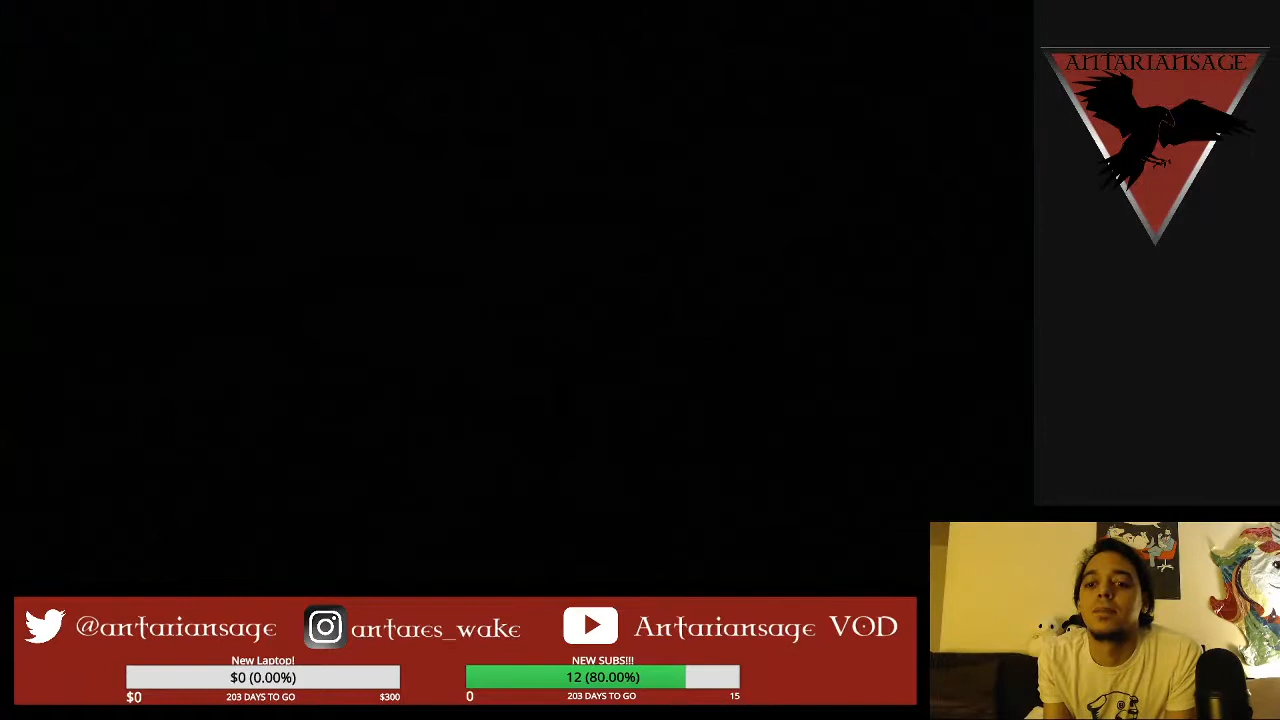 ANTARIANSAGE
@antariansage
antares_wake
Antariansage VOD
New Laptop!
$0 (0.00%)
$0
203 DAYS TO GO
$300
NEW SUBS!!!
12 (80.00%)
0
203 DAYS TO GO
15